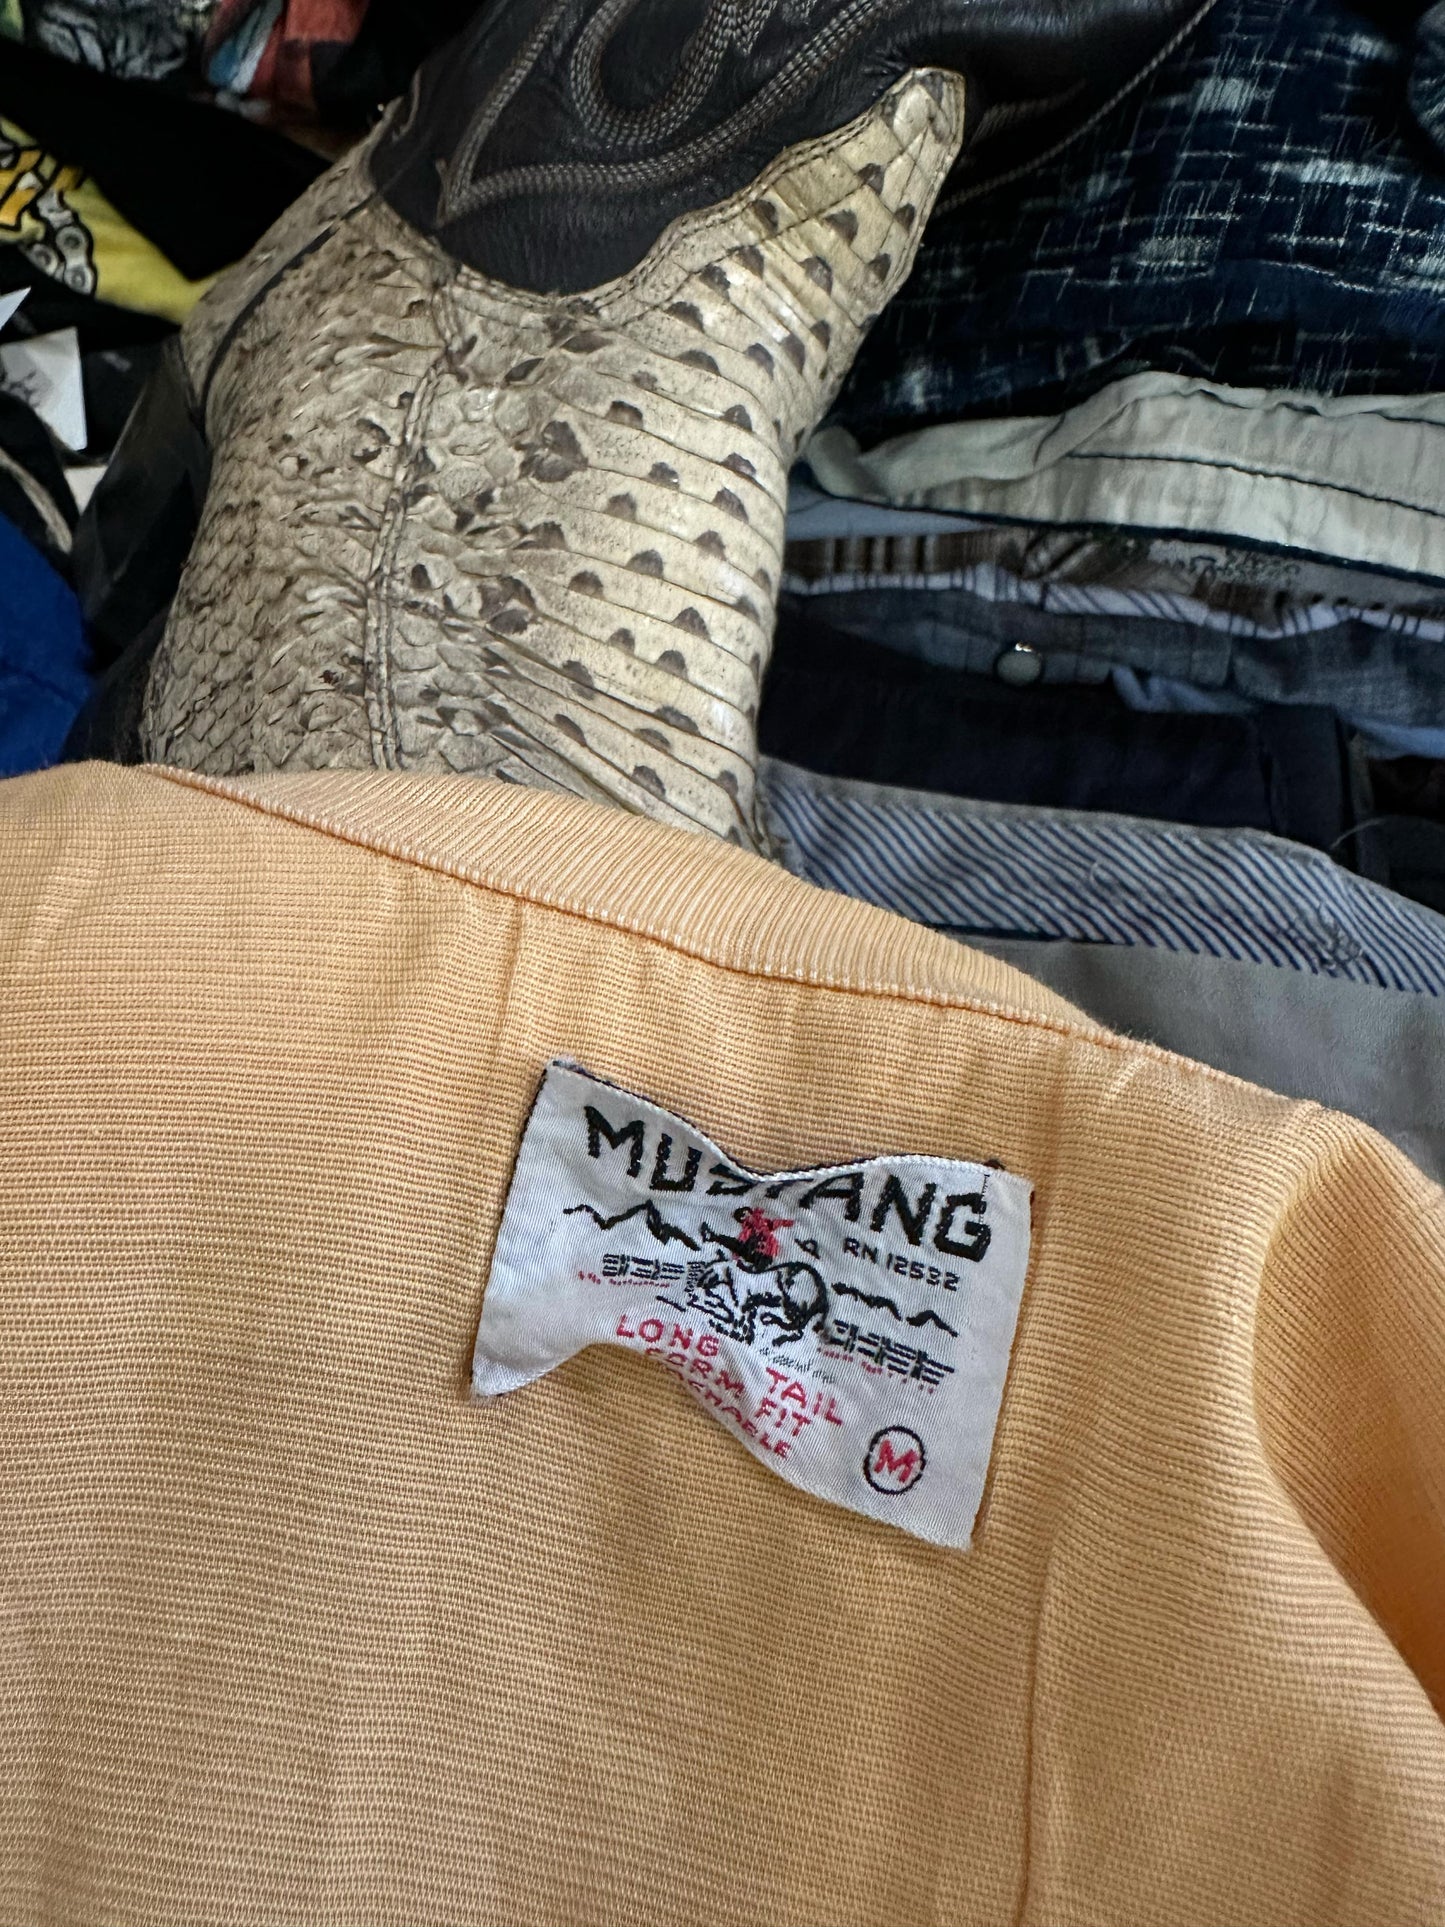 MUSTANG
RN 12532
LONG TAIL
FORM FIT
M